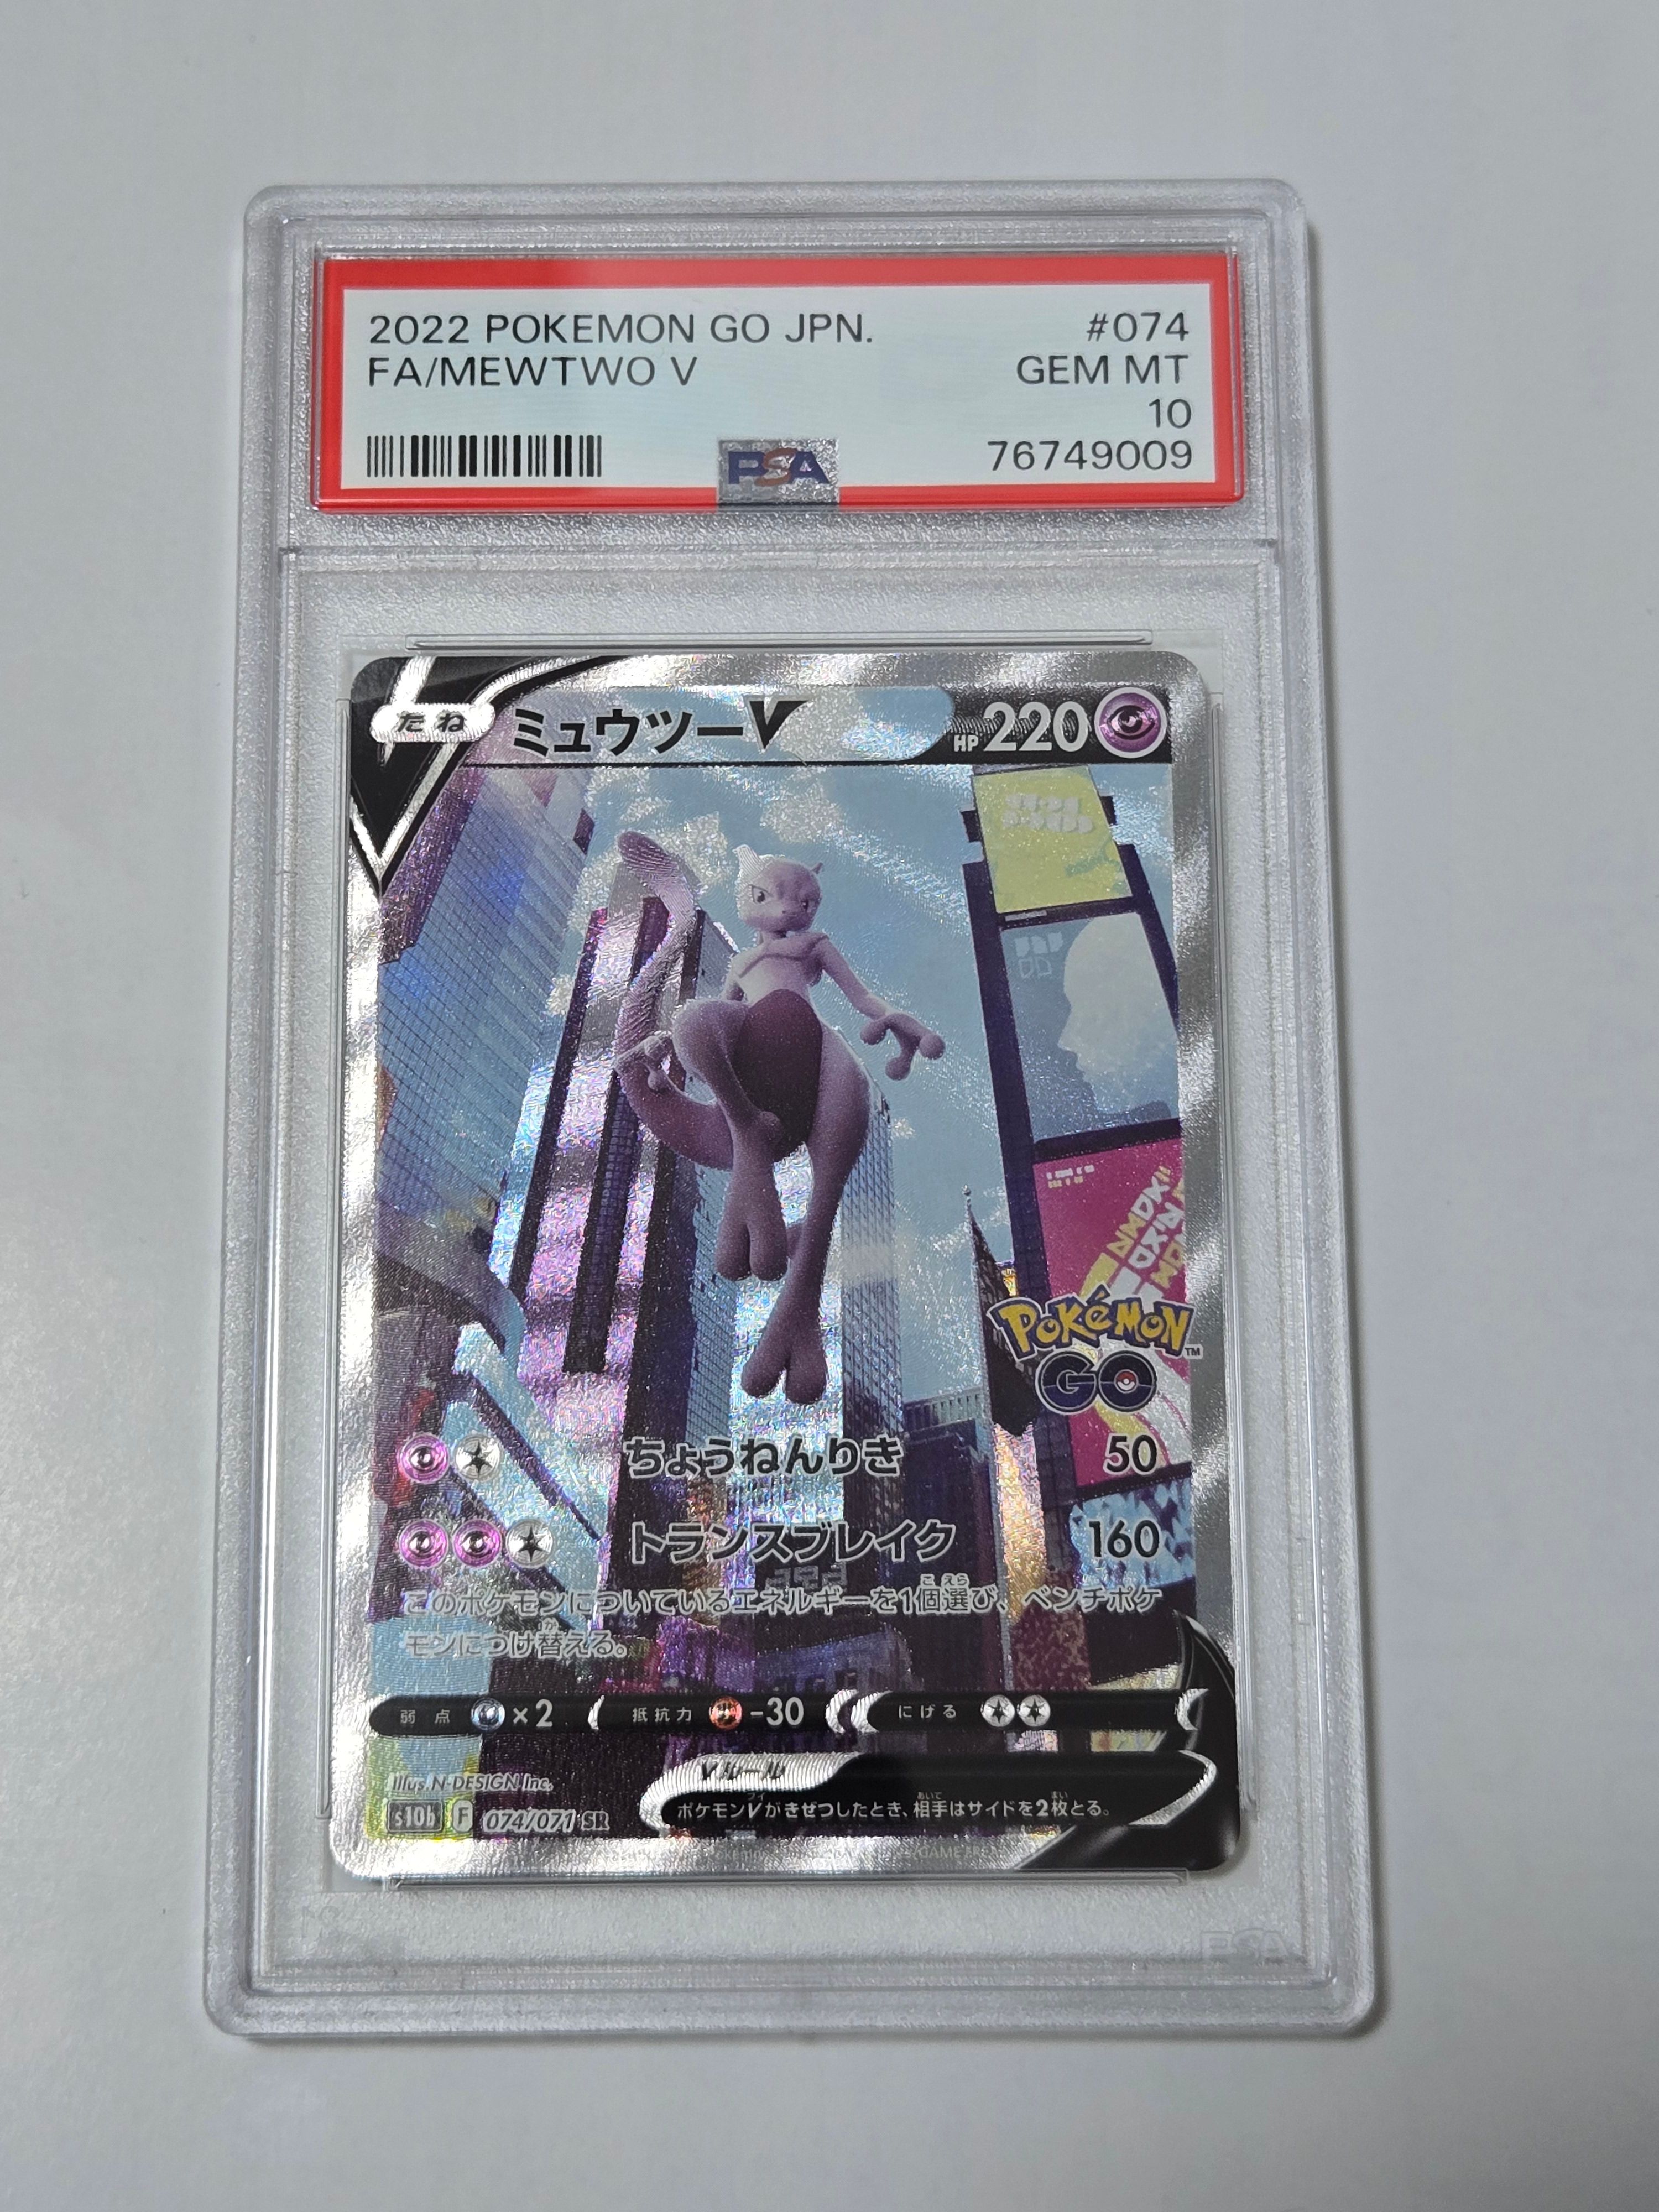 2022 POKEMON GO JPN. #074
FA/MEWTWO V GEM MT
10
PSA 76749009
たね ミュウツーV HP 220
POKéMON™
GO
ちょうねんりき 50
トランスブレイク 160
このポケモンについているエネルギーを1個選び、ベンチポケ
モンにつけ替える。
弱点 ×2 抵抗力 -30 にげる
Vルール
ポケモンVがきぜつしたとき、相手はサイドを2枚とる。
Illus. N-DESIGN Inc.
s10b F 074/071 SR
PSA